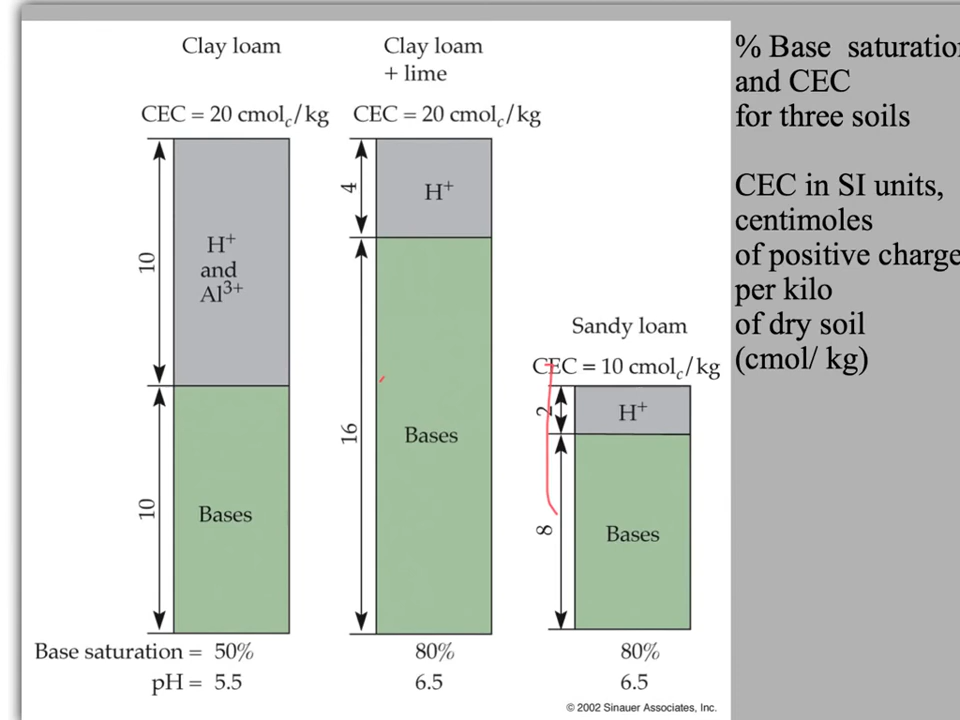 Clay loam
CEC = 20 cmolc/kg
10
H+
and
Al3+
10
Bases
Clay loam
+ lime
CEC = 20 cmolc/kg
4
H+
16
Bases
Sandy loam
CEC = 10 cmolc/kg
2
H+
8
Bases
Base saturation = 50% 80% 80%
pH = 5.5 6.5 6.5
© 2002 Sinauer Associates, Inc.
% Base
and CEC
for three soils
CEC in SI units,
centimoles
of positive charge
per kilo
of dry soil
(cmol/ kg)